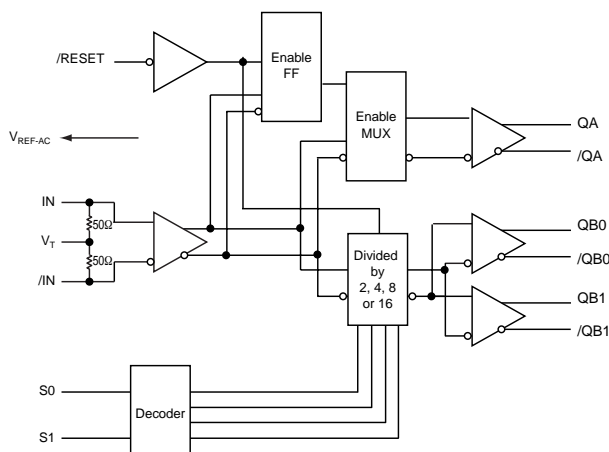 /RESET
Enable
FF
Enable
MUX
QA
/QA
VREF-AC
IN
50Ω
VT
50Ω
/IN
Divided
by
2, 4, 8
or 16
QB0
/QB0
QB1
/QB1
S0
Decoder
S1